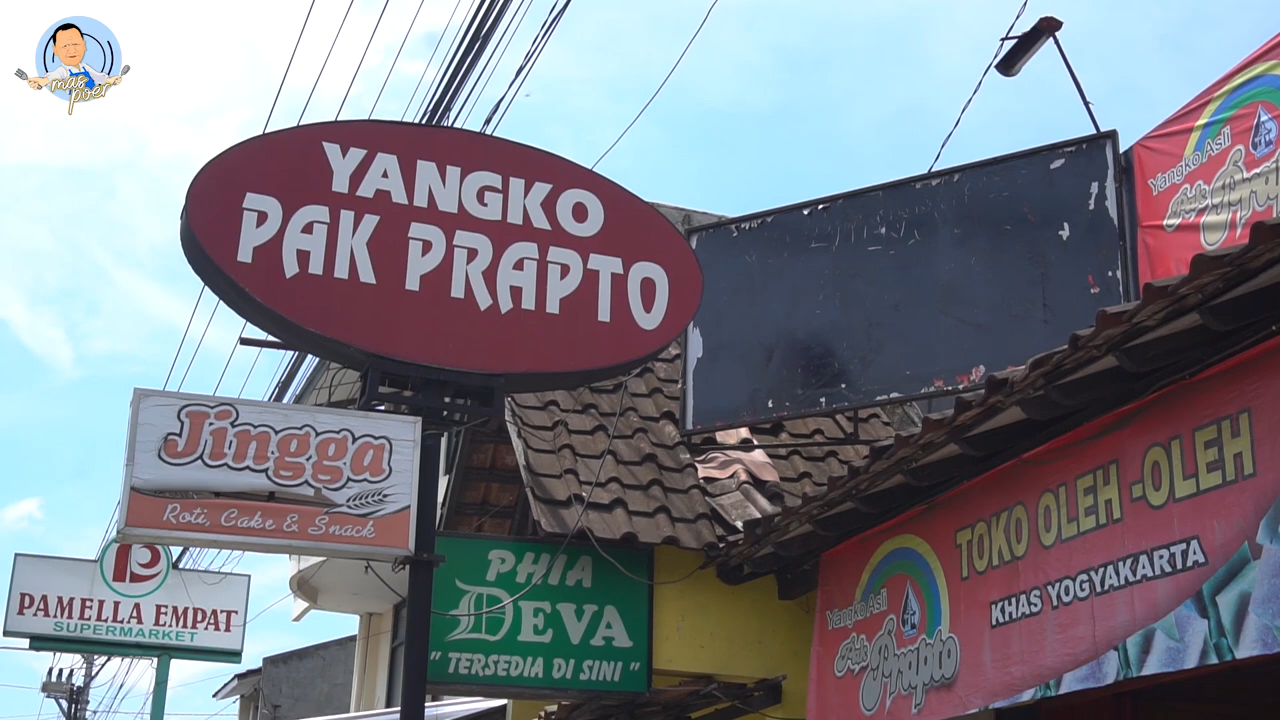 mas
poer
YANGKO
PAK PRAPTO
Yangko Asli
Pak Prapto
Jingga
Roti, Cake & Snack
PAMELLA EMPAT
SUPERMARKET
PHIA
DEVA
" TERSEDIA DI SINI "
TOKO OLEH -OLEH
KHAS YOGYAKARTA
Yangko Asli
Pak Prapto